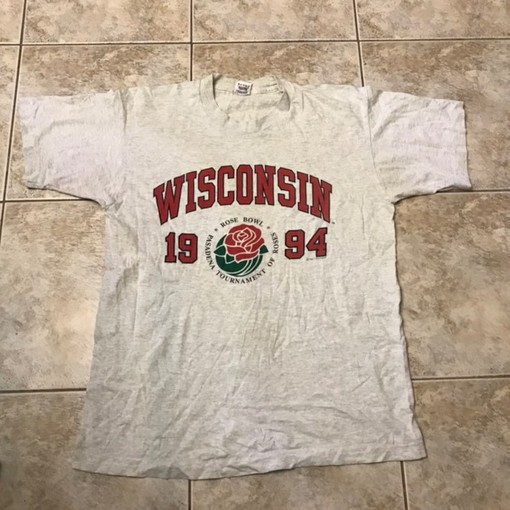 WISCONSIN
19 94
ROSE BOWL
PASADENA TOURNAMENT OF ROSES